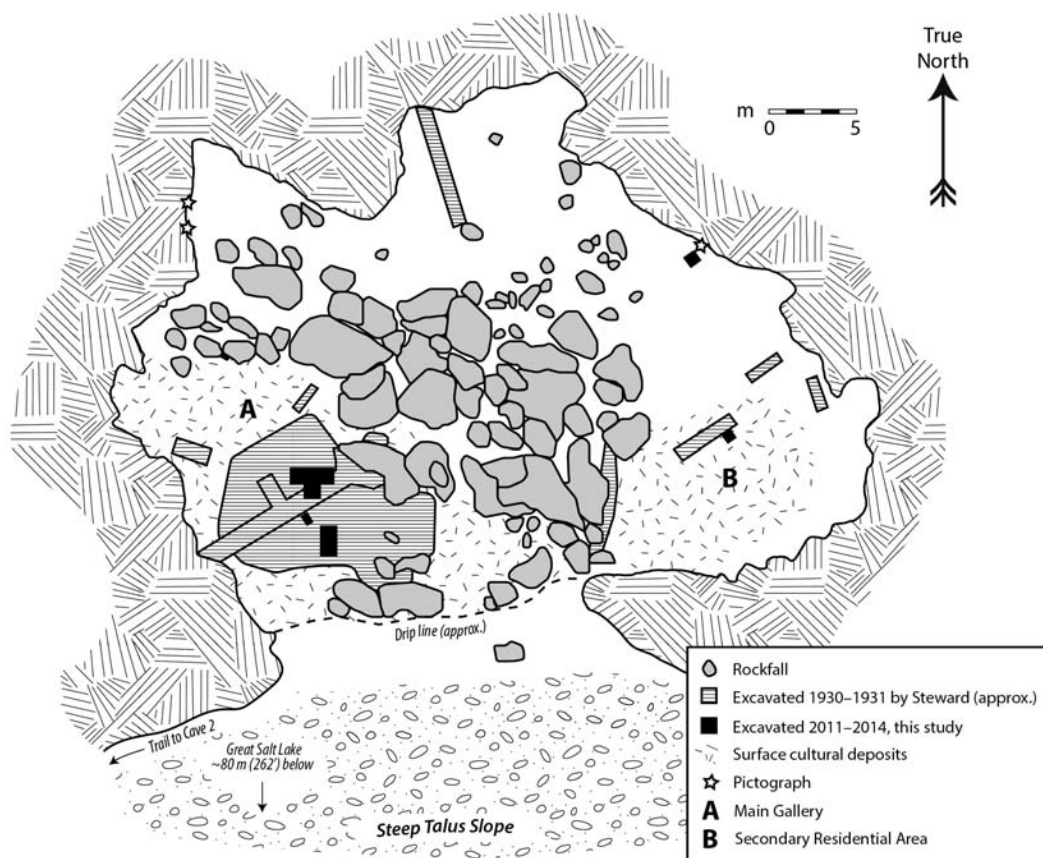 True
North
m
0
5
A
B
Drip line (approx.)
Trail to Cave 2
Great Salt Lake
~80 m (262') below
Steep Talus Slope
Rockfall
Excavated 1930–1931 by Steward (approx.)
Excavated 2011–2014, this study
Surface cultural deposits
Pictograph
A Main Gallery
B Secondary Residential Area